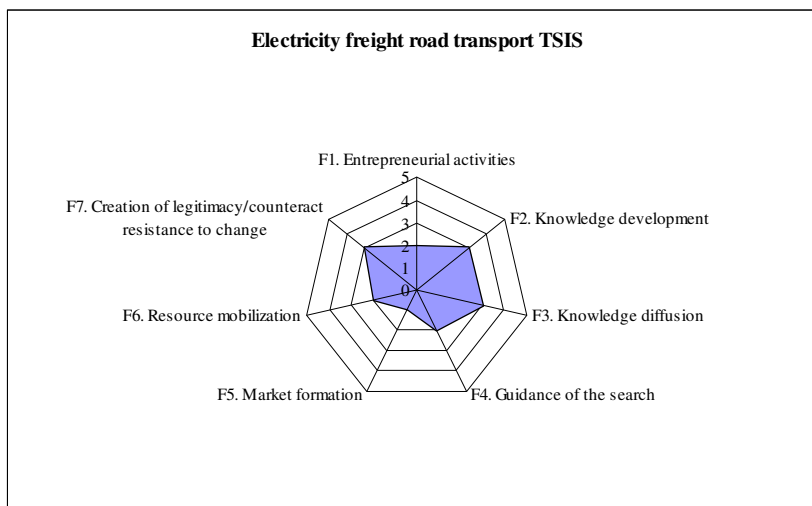 Electricity freight road transport TSIS
F1. Entrepreneurial activities
5
4
3
2
1
0
F7. Creation of legitimacy/counteract
resistance to change
F2. Knowledge development
F6. Resource mobilization
F3. Knowledge diffusion
F5. Market formation
F4. Guidance of the search